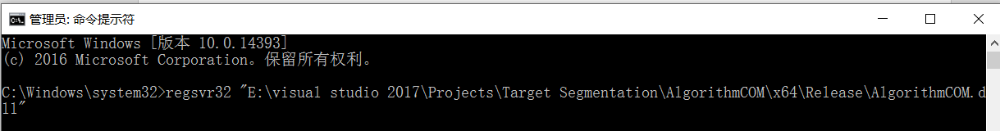 管理员: 命令提示符
Microsoft Windows [版本 10.0.14393]
(c) 2016 Microsoft Corporation。保留所有权利。
C:\Windows\system32>regsvr32 "E:\visual studio 2017\Projects\Target Segmentation\AlgorithmCOM\x64\Release\AlgorithmCOM.d
ll"